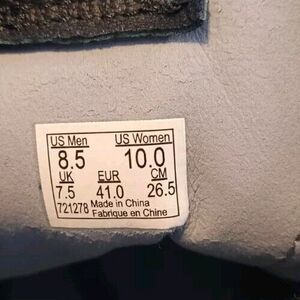 US Men US Women
8.5 10.0
UK EUR CM
7.5 41.0 26.5
721278 Made in China
Fabrique en Chine